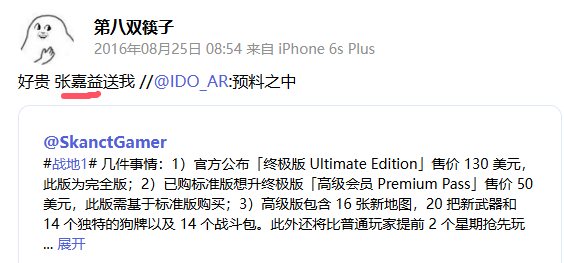 第八双筷子
2016年08月25日 08:54 来自 iPhone 6s Plus
好贵 张嘉益送我 //@IDO_AR:预料之中
@SkanctGamer
#战地1# 几件事情：1）官方公布「终极版 Ultimate Edition」售价 130 美元，
此版为完全版；2）已购标准版想升终极版「高级会员 Premium Pass」售价 50
美元，此版需基于标准版购买；3）高级版包含 16 张新地图，20 把新武器和
14 个独特的狗牌以及 14 个战斗包。此外还将比普通玩家提前 2 个星期抢先玩
... 展开